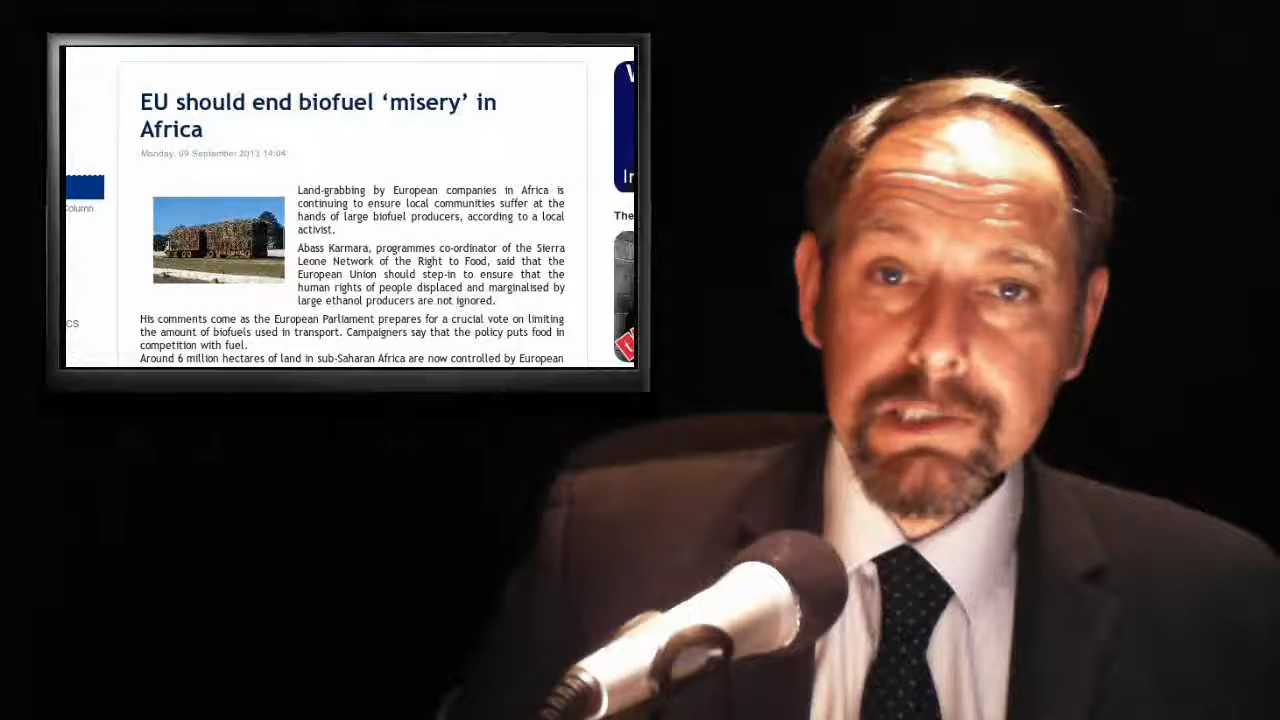 EU should end biofuel ‘misery’ in
Africa
Monday, 09 September 2013 14:04
Land-grabbing by European companies in Africa is
continuing to ensure local communities suffer at the
hands of large biofuel producers, according to a local
activist.
Abass Karmara, programmes co-ordinator of the Sierra
Leone Network of the Right to Food, said that the
European Union should step-in to ensure that the
human rights of people displaced and marginalised by
large ethanol producers are not ignored.
His comments come as the European Parliament prepares for a crucial vote on limiting
the amount of biofuels used in transport. Campaigners say that the policy puts food in
competition with fuel.
Around 6 million hectares of land in sub-Saharan Africa are now controlled by European
Column
CS
The